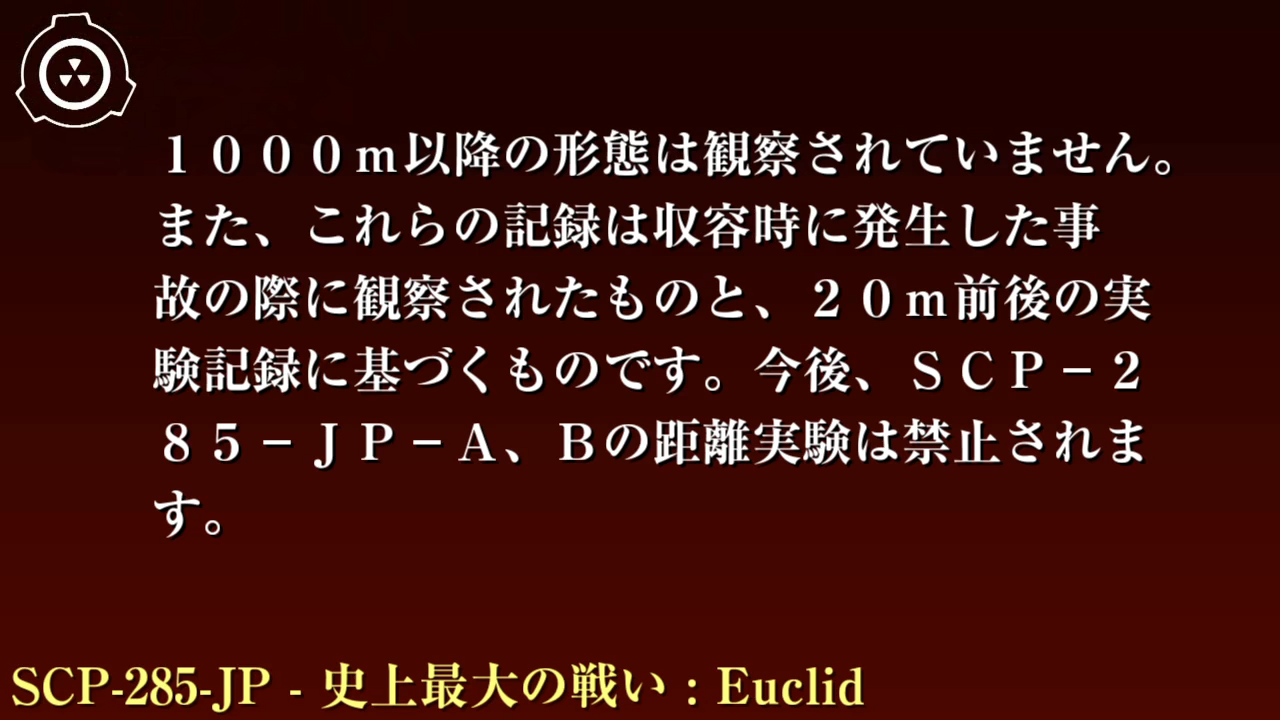 １０００ｍ以降の形態は観察されていません。
また、これらの記録は収容時に発生した事
故の際に観察されたものと、２０ｍ前後の実
験記録に基づくものです。今後、ＳＣＰ－２
８５－ＪＰ－Ａ、Ｂの距離実験は禁止されま
す。
SCP-285-JP - 史上最大の戦い : Euclid